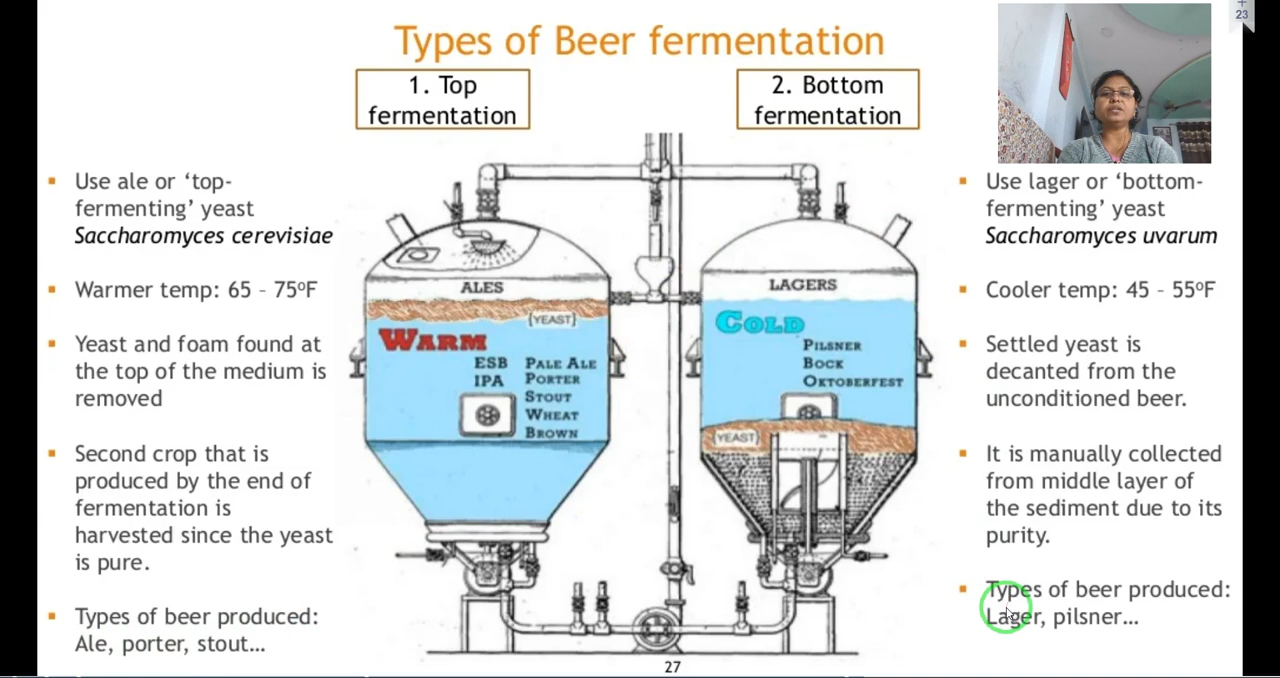 Types of Beer fermentation
23
1. Top
fermentation
2. Bottom
fermentation
▪ Use ale or ‘top-
fermenting’ yeast
Saccharomyces cerevisiae
▪ Warmer temp: 65 – 75ºF
▪ Yeast and foam found at
the top of the medium is
removed
▪ Second crop that is
produced by the end of
fermentation is
harvested since the yeast
is pure.
▪ Types of beer produced:
Ale, porter, stout…
ALES
{YEAST}
WARM
ESB PALE ALE
IPA PORTER
STOUT
WHEAT
BROWN
LAGERS
COLD
PILSNER
BOCK
OKTOBERFEST
(YEAST)
▪ Use lager or ‘bottom-
fermenting’ yeast
Saccharomyces uvarum
▪ Cooler temp: 45 – 55ºF
▪ Settled yeast is
decanted from the
unconditioned beer.
▪ It is manually collected
from middle layer of
the sediment due to its
purity.
▪ Types of beer produced:
Lager, pilsner…
27